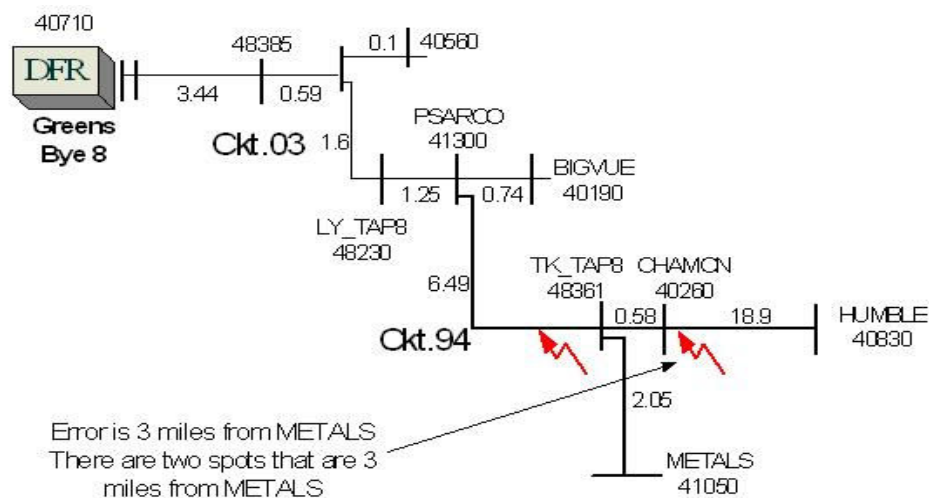 40710
DFR
Greens
Bye 8
3.44
48385
0.59
0.1
40560
Ckt.03
1.6
PSARCO
41300
1.25
0.74
BIGVUE
40190
LY_TAP8
48230
6.49
Ckt.94
TK_TAP8 CHAMCN
48361 40260
0.58
18.9
HUMBLE
40830
2.05
METALS
41050
Error is 3 miles from METALS
There are two spots that are 3
miles from METALS